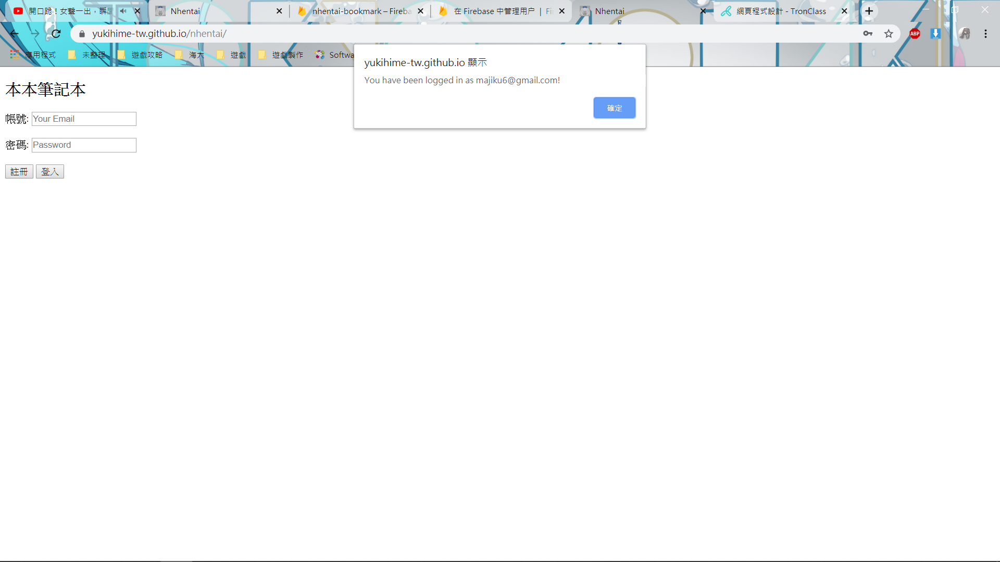 開口跪！女聲一出，瞬間
Nhentai
nhentai-bookmark – Fireba
在 Firebase 中管理用户 | Fi
Nhentai
網頁程式設計 - TronClass
yukihime-tw.github.io/nhentai/
ABP
應用程式
未整理
遊戲攻略
海大
遊戲
遊戲製作
Softwa
yukihime-tw.github.io 顯示
You have been logged in as majiku6@gmail.com!
確定
本本筆記本
帳號: Your Email
密碼: Password
註冊 登入